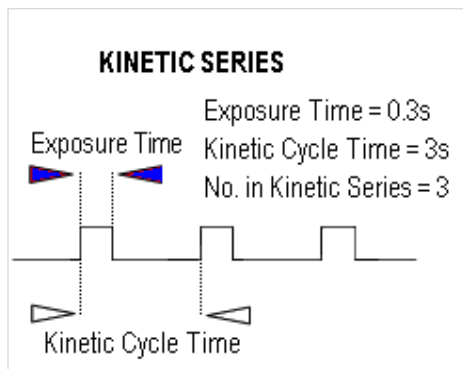 KINETIC SERIES
Exposure Time = 0.3s
Exposure Time
Kinetic Cycle Time = 3s
No. in Kinetic Series = 3
Kinetic Cycle Time